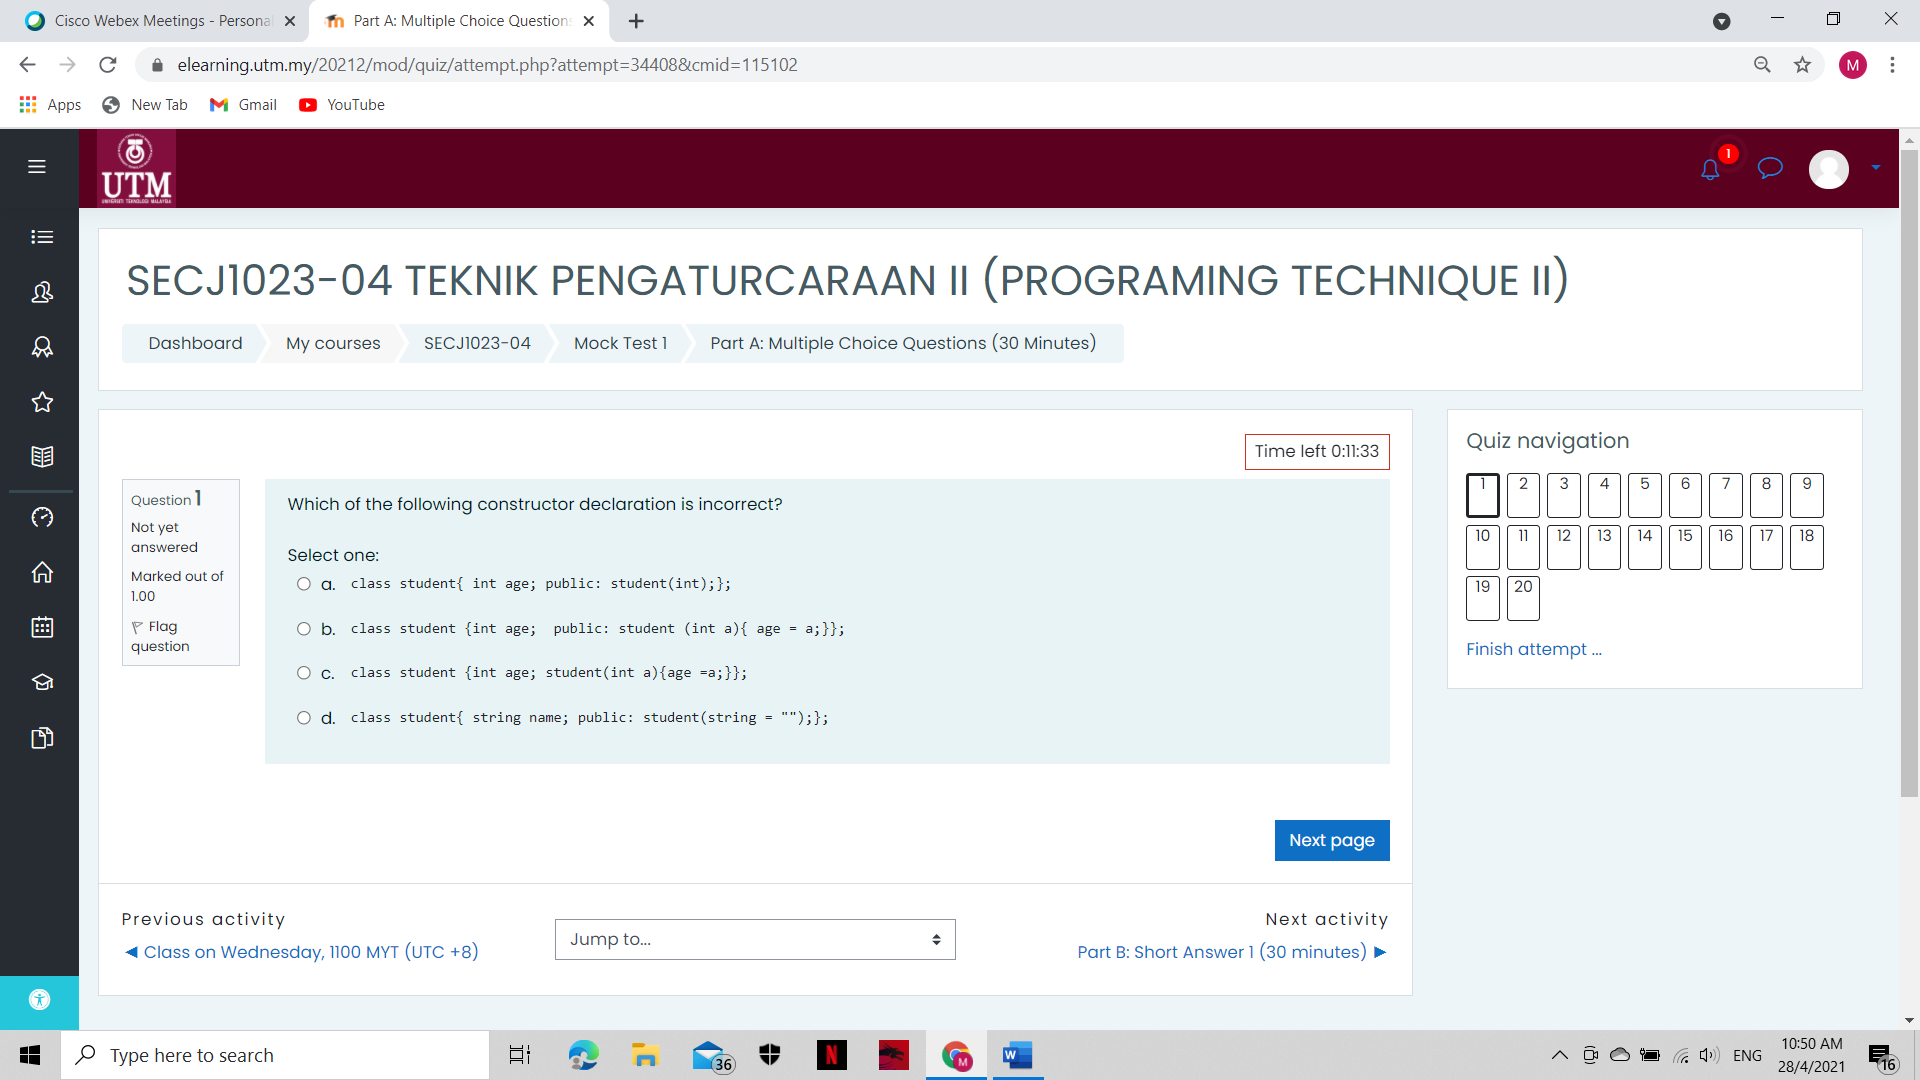 Cisco Webex Meetings - Persona
Part A: Multiple Choice Questions
elearning.utm.my/20212/mod/quiz/attempt.php?attempt=34408&cmid=115102
M
Apps
New Tab
Gmail
YouTube
UTM
UNIVERSITI TEKNOLOGI MALAYSIA
1
SECJ1023-04 TEKNIK PENGATURCARAAN II (PROGRAMING TECHNIQUE II)
Dashboard
My courses
SECJ1023-04
Mock Test 1
Part A: Multiple Choice Questions (30 Minutes)
Time left 0:11:33
Question 1
Not yet
answered
Marked out of
1.00
Flag
question
Which of the following constructor declaration is incorrect?
Select one:
a. class student{ int age; public: student(int);};
b. class student {int age;  public: student (int a){ age = a;}};
c. class student {int age; student(int a){age =a;}};
d. class student{ string name; public: student(string = "");};
Next page
Quiz navigation
1 2 3 4 5 6 7 8 9
10 11 12 13 14 15 16 17 18
19 20
Finish attempt ...
Previous activity
◄ Class on Wednesday, 1100 MYT (UTC +8)
Jump to...
Next activity
Part B: Short Answer 1 (30 minutes) ►
Type here to search
36
N
M
W
ENG
10:50 AM
28/4/2021
16